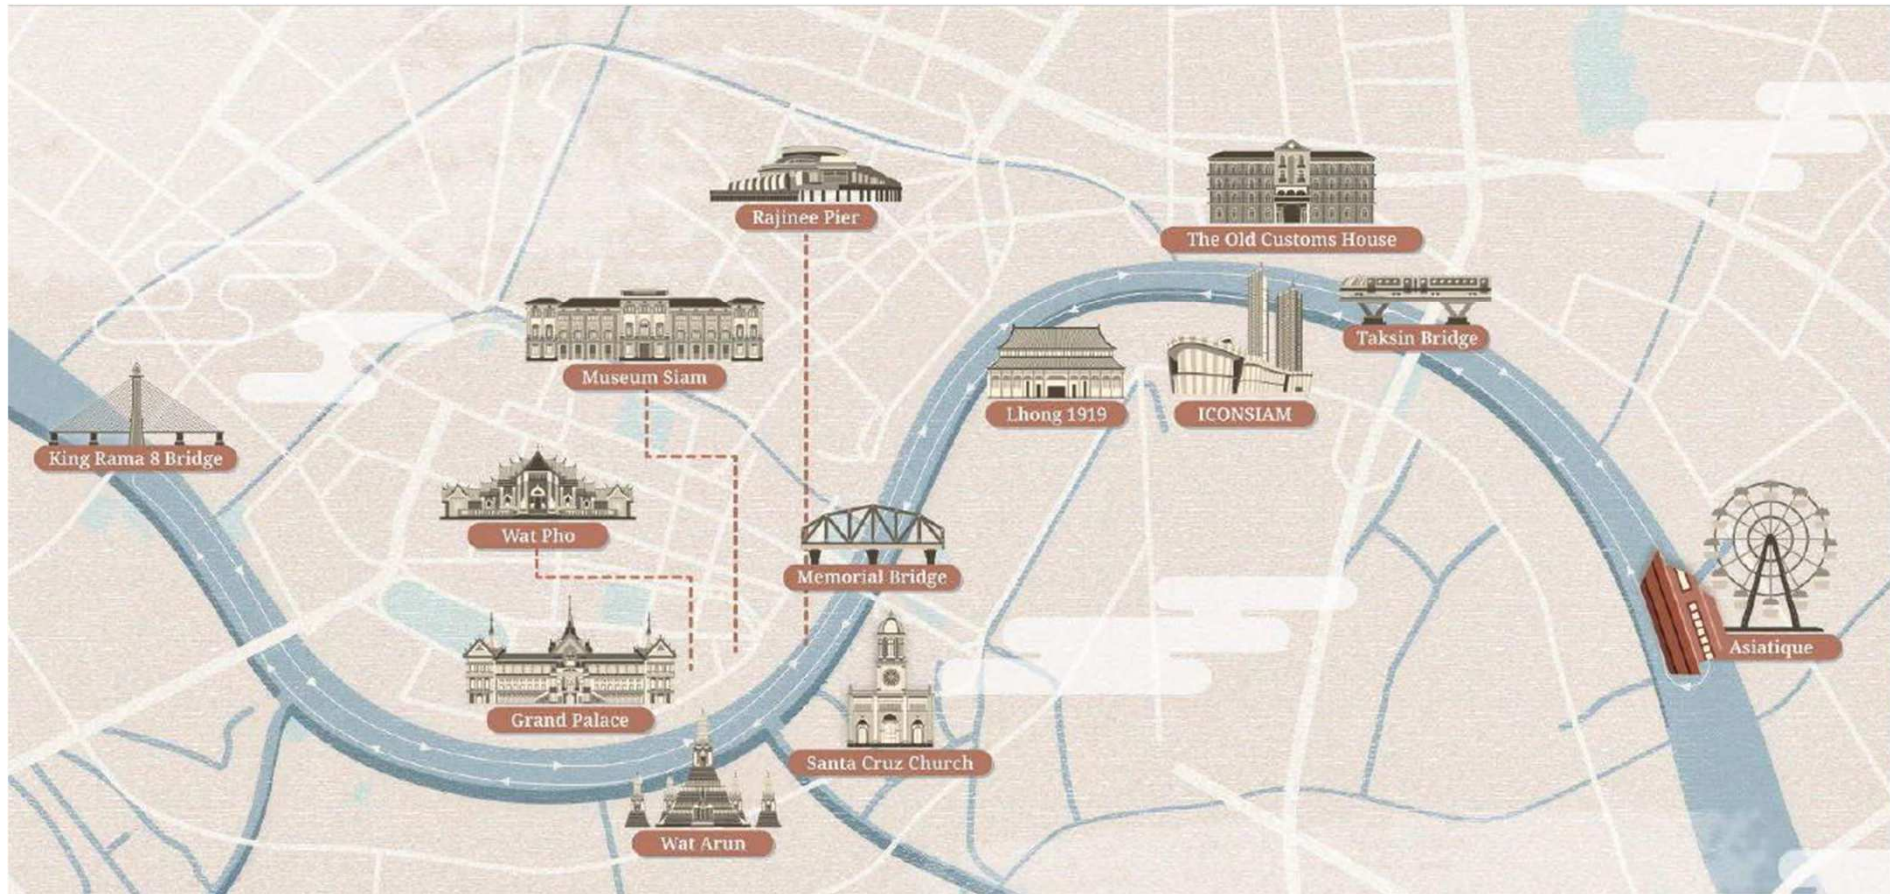 Rajinee Pier
The Old Customs House
Taksin Bridge
Museum Siam
Lhong 1919
ICONSIAM
King Rama 8 Bridge
Wat Pho
Memorial Bridge
Asiatique
Grand Palace
Santa Cruz Church
Wat Arun